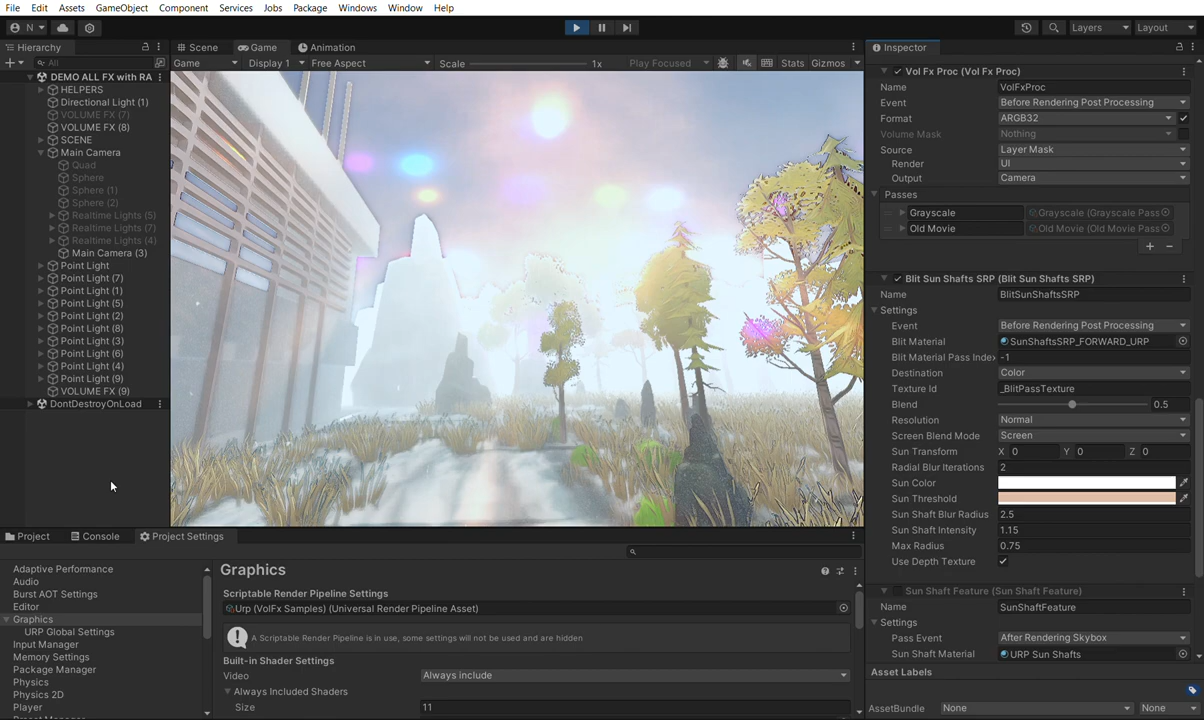 File Edit Assets GameObject Component Services Jobs Package Windows Window Help
N Layers Layout
Hierarchy
All
DEMO ALL FX with RA
HELPERS
Directional Light (1)
VOLUME FX (7)
VOLUME FX (8)
SCENE
Main Camera
Quad
Sphere
Sphere (1)
Sphere (2)
Realtime Lights (5)
Realtime Lights (7)
Realtime Lights (4)
Main Camera (3)
Point Light
Point Light (7)
Point Light (1)
Point Light (5)
Point Light (2)
Point Light (8)
Point Light (3)
Point Light (6)
Point Light (4)
Point Light (9)
VOLUME FX (9)
DontDestroyOnLoad
Scene Game Animation
Game Display 1 Free Aspect Scale 1x Play Focused Stats Gizmos
Inspector
Vol Fx Proc (Vol Fx Proc)
Name VolFxProc
Event Before Rendering Post Processing
Format ARGB32
Volume Mask Nothing
Source Layer Mask
Render UI
Output Camera
Passes
Grayscale Grayscale (Grayscale Pass
Old Movie Old Movie (Old Movie Pass
Blit Sun Shafts SRP (Blit Sun Shafts SRP)
Name BlitSunShaftsSRP
Settings
Event Before Rendering Post Processing
Blit Material SunShaftsSRP_FORWARD_URP
Blit Material Pass Index -1
Destination Color
Texture Id _BlitPassTexture
Blend 0.5
Resolution Normal
Screen Blend Mode Screen
Sun Transform X 0 Y 0 Z 0
Radial Blur Iterations 2
Sun Color
Sun Threshold
Sun Shaft Blur Radius 2.5
Sun Shaft Intensity 1.15
Max Radius 0.75
Use Depth Texture
Sun Shaft Feature (Sun Shaft Feature)
Name SunShaftFeature
Settings
Pass Event After Rendering Skybox
Sun Shaft Material URP Sun Shafts
Asset Labels
AssetBundle None None
Project Console Project Settings
Adaptive Performance
Audio
Burst AOT Settings
Editor
Graphics
URP Global Settings
Input Manager
Memory Settings
Package Manager
Physics
Physics 2D
Player
Graphics
Scriptable Render Pipeline Settings
Urp (VolFx Samples) (Universal Render Pipeline Asset)
A Scriptable Render Pipeline is in use, some settings will not be used and are hidden
Built-in Shader Settings
Video Always include
Always Included Shaders
Size 11